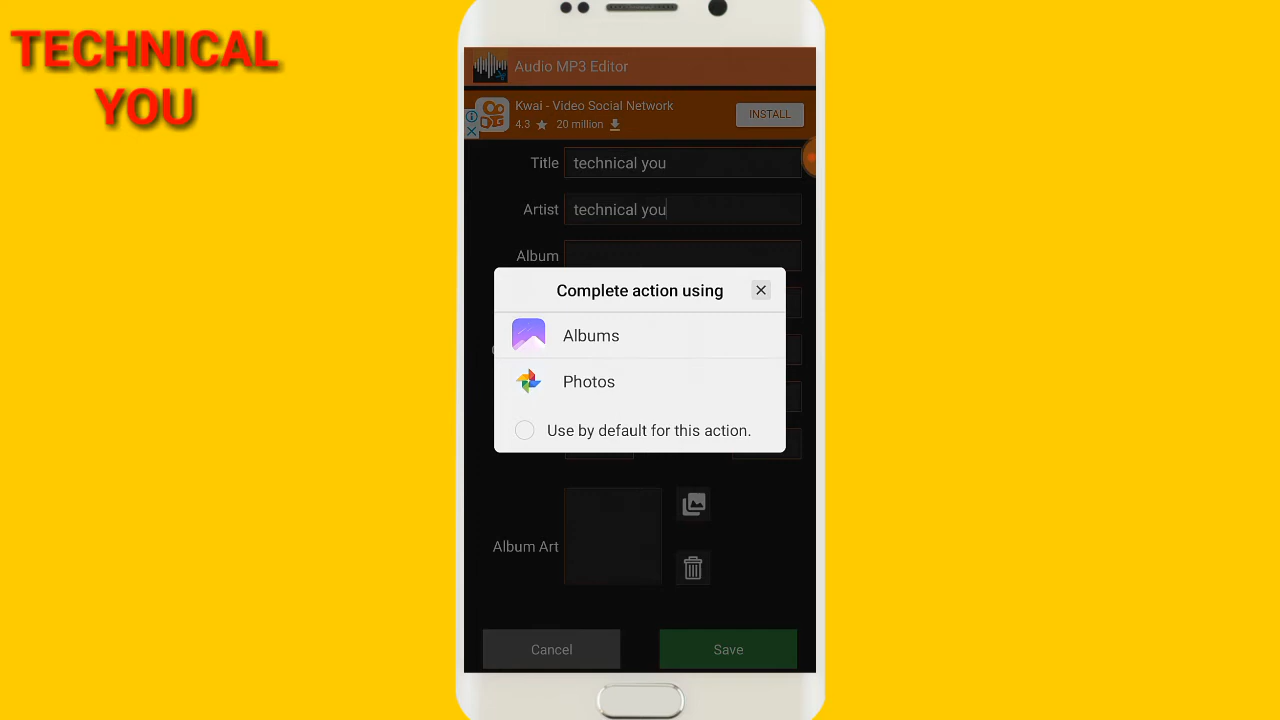 TECHNICAL
YOU
Audio MP3 Editor
Kwai - Video Social Network
4.3 20 million
INSTALL
Title technical you
Artist technical you
Album
Complete action using
Albums
Photos
Use by default for this action.
Album Art
Cancel Save